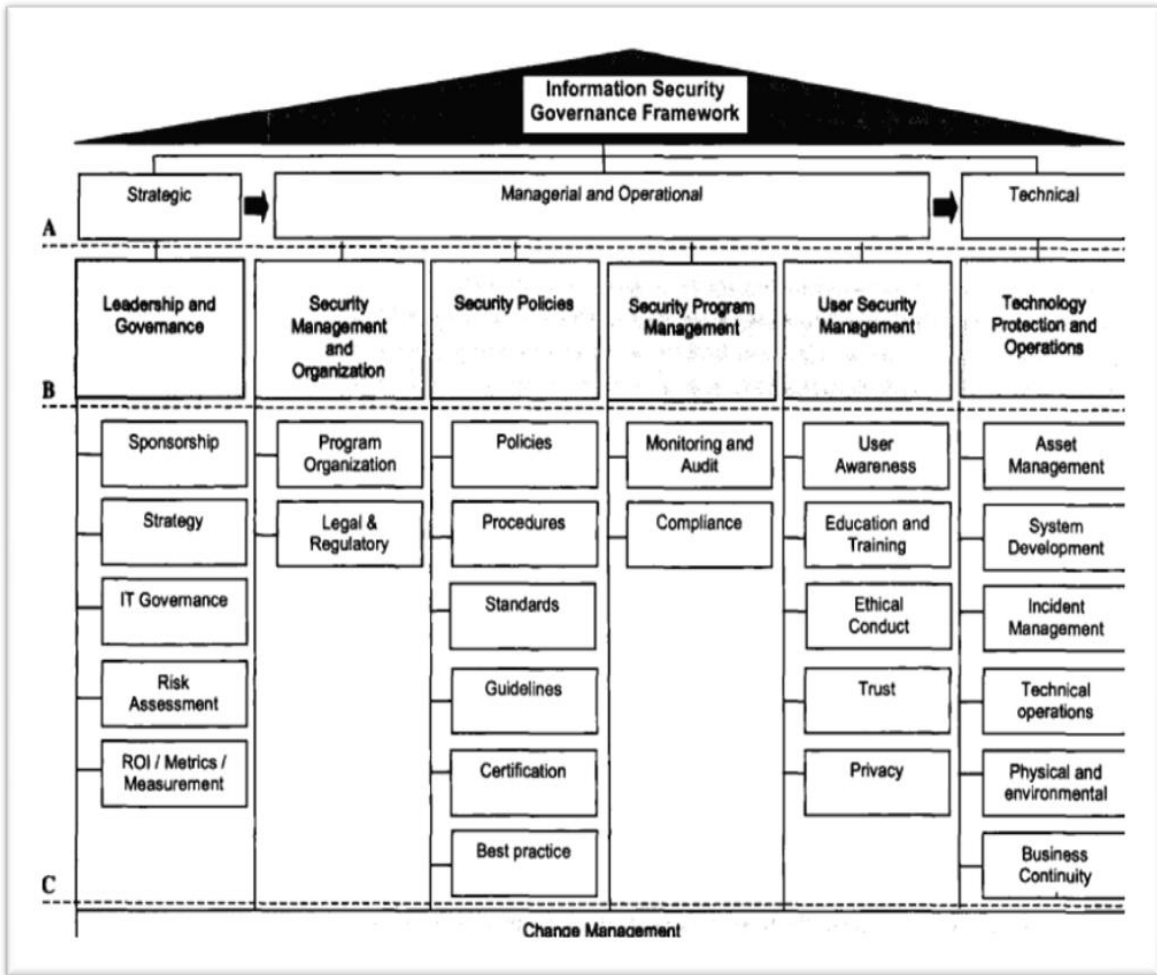 Information Security
Governance Framework
Strategic
Managerial and Operational
Technical
A
Leadership and
Governance
Security
Management
and
Organization
Security Policies
Security Program
Management
User Security
Management
Technology
Protection and
Operations
B
Sponsorship
Strategy
IT Governance
Risk
Assessment
ROI / Metrics /
Measurement
Program
Organization
Legal &
Regulatory
Policies
Procedures
Standards
Guidelines
Certification
Best practice
Monitoring and
Audit
Compliance
User
Awareness
Education and
Training
Ethical
Conduct
Trust
Privacy
Asset
Management
System
Development
Incident
Management
Technical
operations
Physical and
environmental
Business
Continuity
C
Change Management